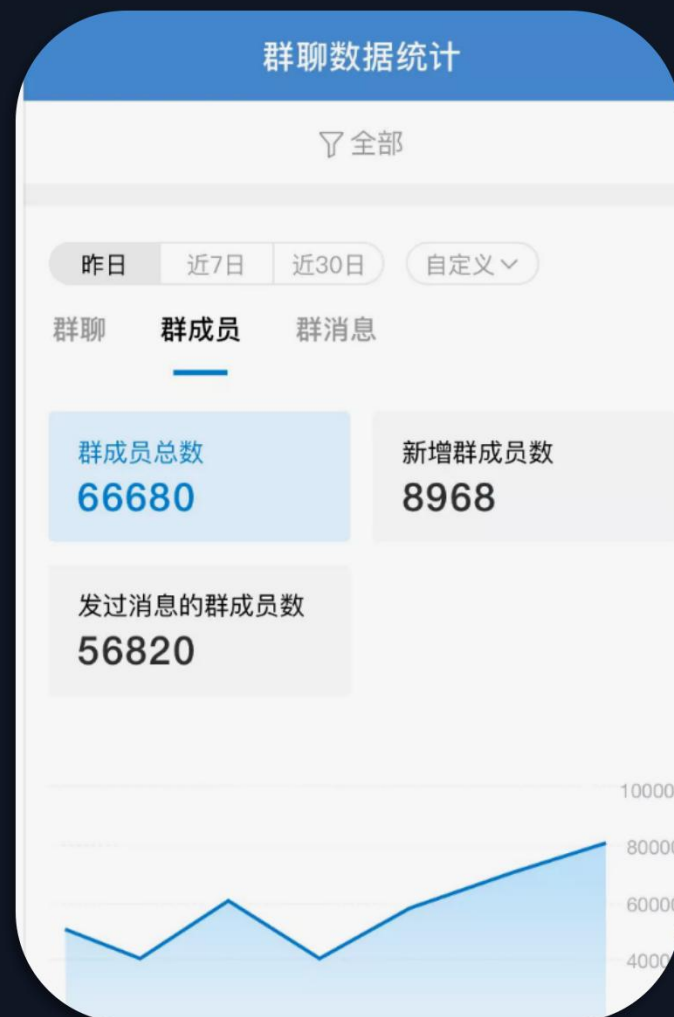 群聊数据统计
全部
昨日 近7日 近30日 自定义
群聊 群成员 群消息
群成员总数 新增群成员数
66680 8968
发过消息的群成员数
56820